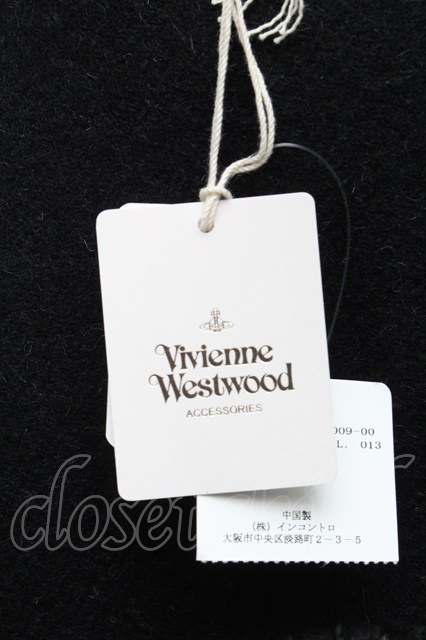 Vivienne
Westwood
ACCESSORIES
009-00
L. 013
中国製
(株) インコントロ
大阪市中央区淡路町2-3-5